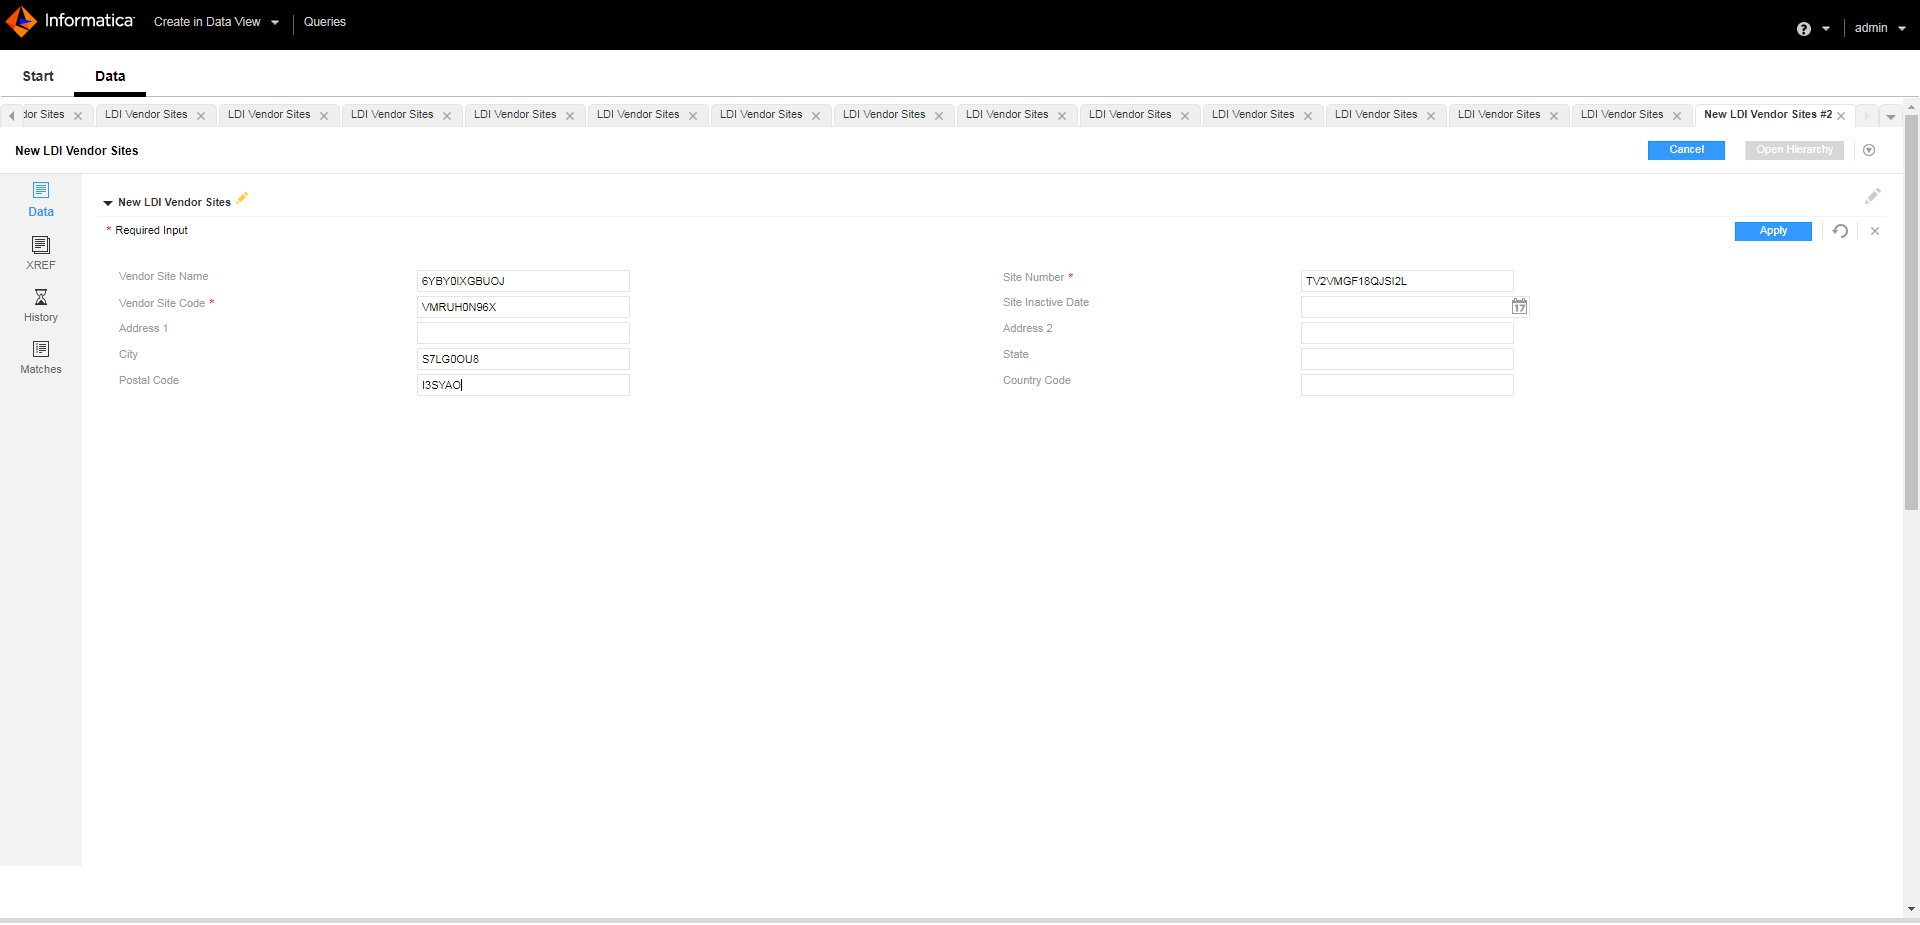 Informatica Create in Data View Queries admin
Start Data
dor Sites LDI Vendor Sites LDI Vendor Sites LDI Vendor Sites LDI Vendor Sites LDI Vendor Sites LDI Vendor Sites LDI Vendor Sites LDI Vendor Sites LDI Vendor Sites LDI Vendor Sites LDI Vendor Sites LDI Vendor Sites LDI Vendor Sites New LDI Vendor Sites #2
New LDI Vendor Sites Cancel Open Hierarchy
Data
XREF
History
Matches
New LDI Vendor Sites
* Required Input Apply
Vendor Site Name 6YBY0IXGBUOJ Site Number * TV2VMGF18QJSI2L
Vendor Site Code * VMRUH0N96X Site Inactive Date 17
Address 1 Address 2
City S7LG0OU8 State
Postal Code I3SYAO Country Code